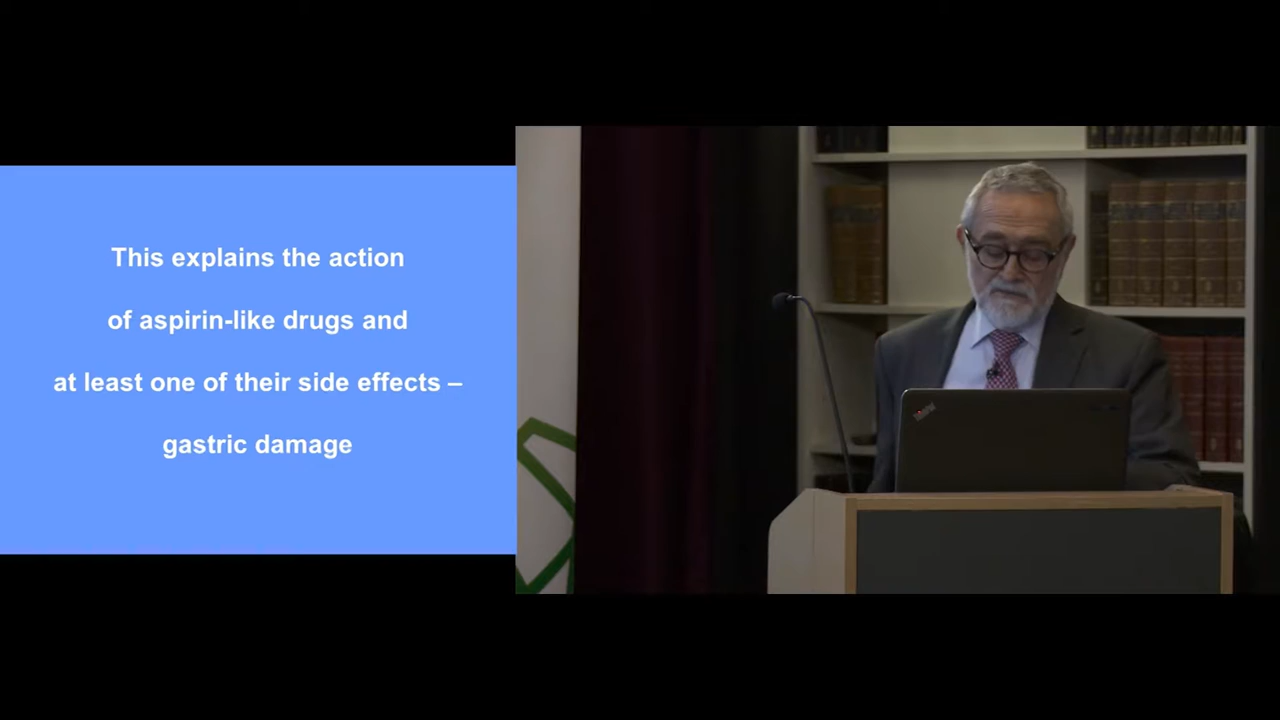 This explains the action
of aspirin-like drugs and
at least one of their side effects –
gastric damage